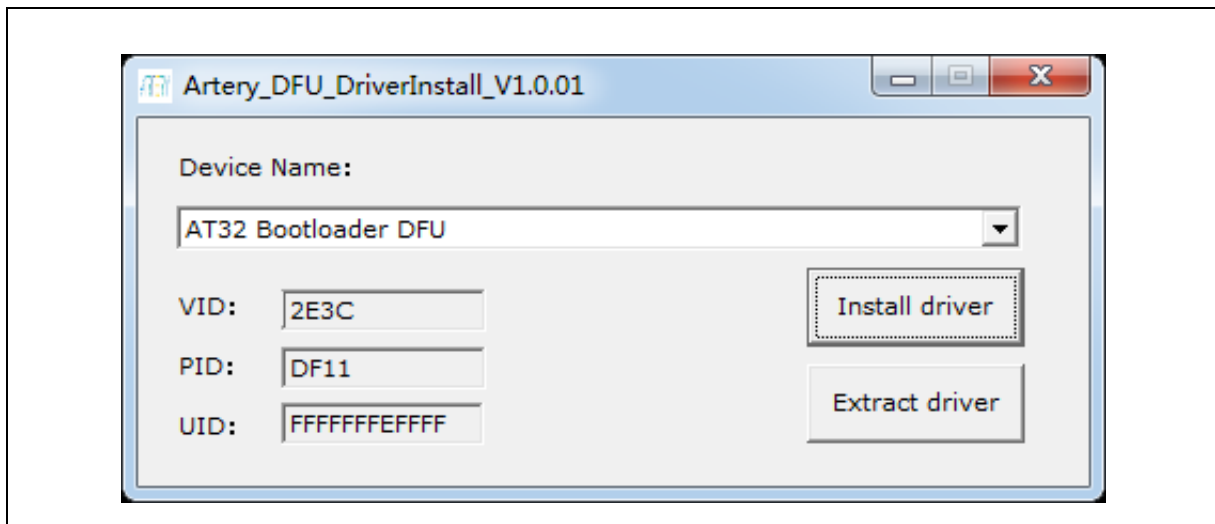 Artery_DFU_DriverInstall_V1.0.01
Device Name:
AT32 Bootloader DFU
VID: 2E3C
Install driver
PID: DF11
Extract driver
UID: FFFFFFFEFFFF